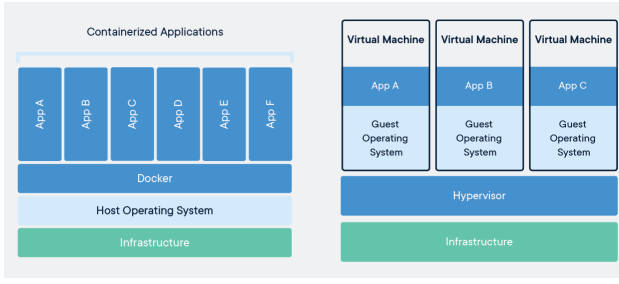 Containerized Applications
App A
App B
App C
App D
App E
App F
Docker
Host Operating System
Infrastructure
Virtual Machine
App A
Guest
Operating
System
Virtual Machine
App B
Guest
Operating
System
Virtual Machine
App C
Guest
Operating
System
Hypervisor
Infrastructure